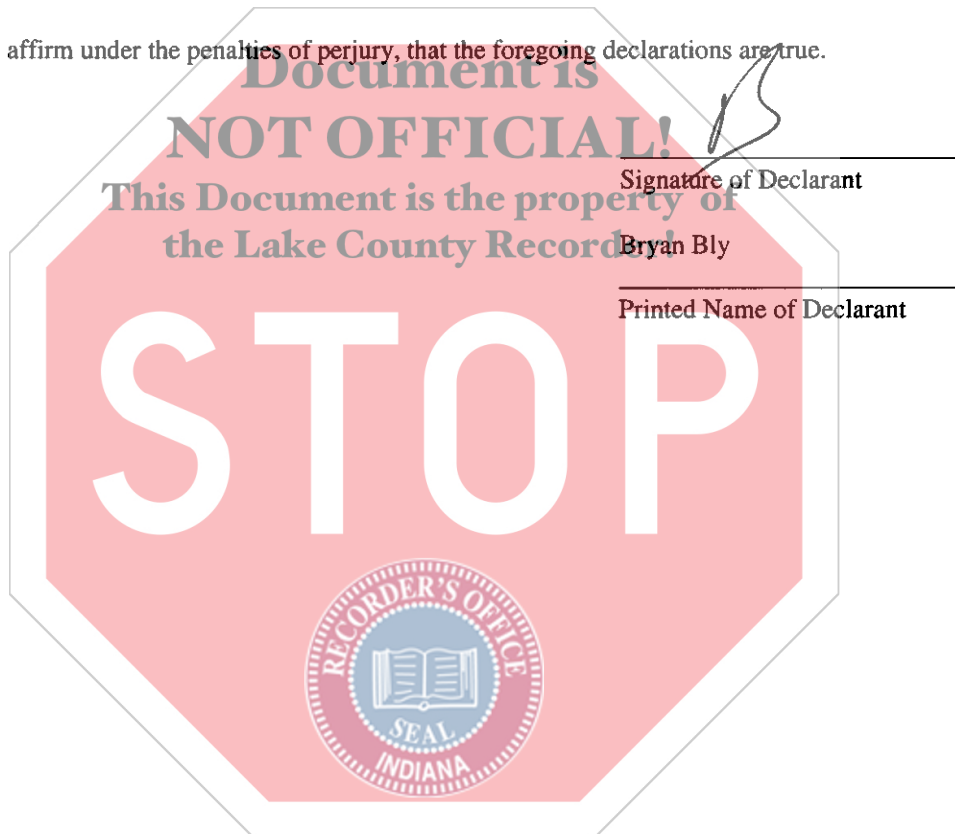 affirm under the penalties of perjury, that the foregoing declarations are true.
Document is
NOT OFFICIAL!
This Document is the property of
the Lake County Recorder!
Signature of Declarant
Bryan Bly
Printed Name of Declarant
STOP
RECORDER'S OFFICE
SEAL
INDIANA